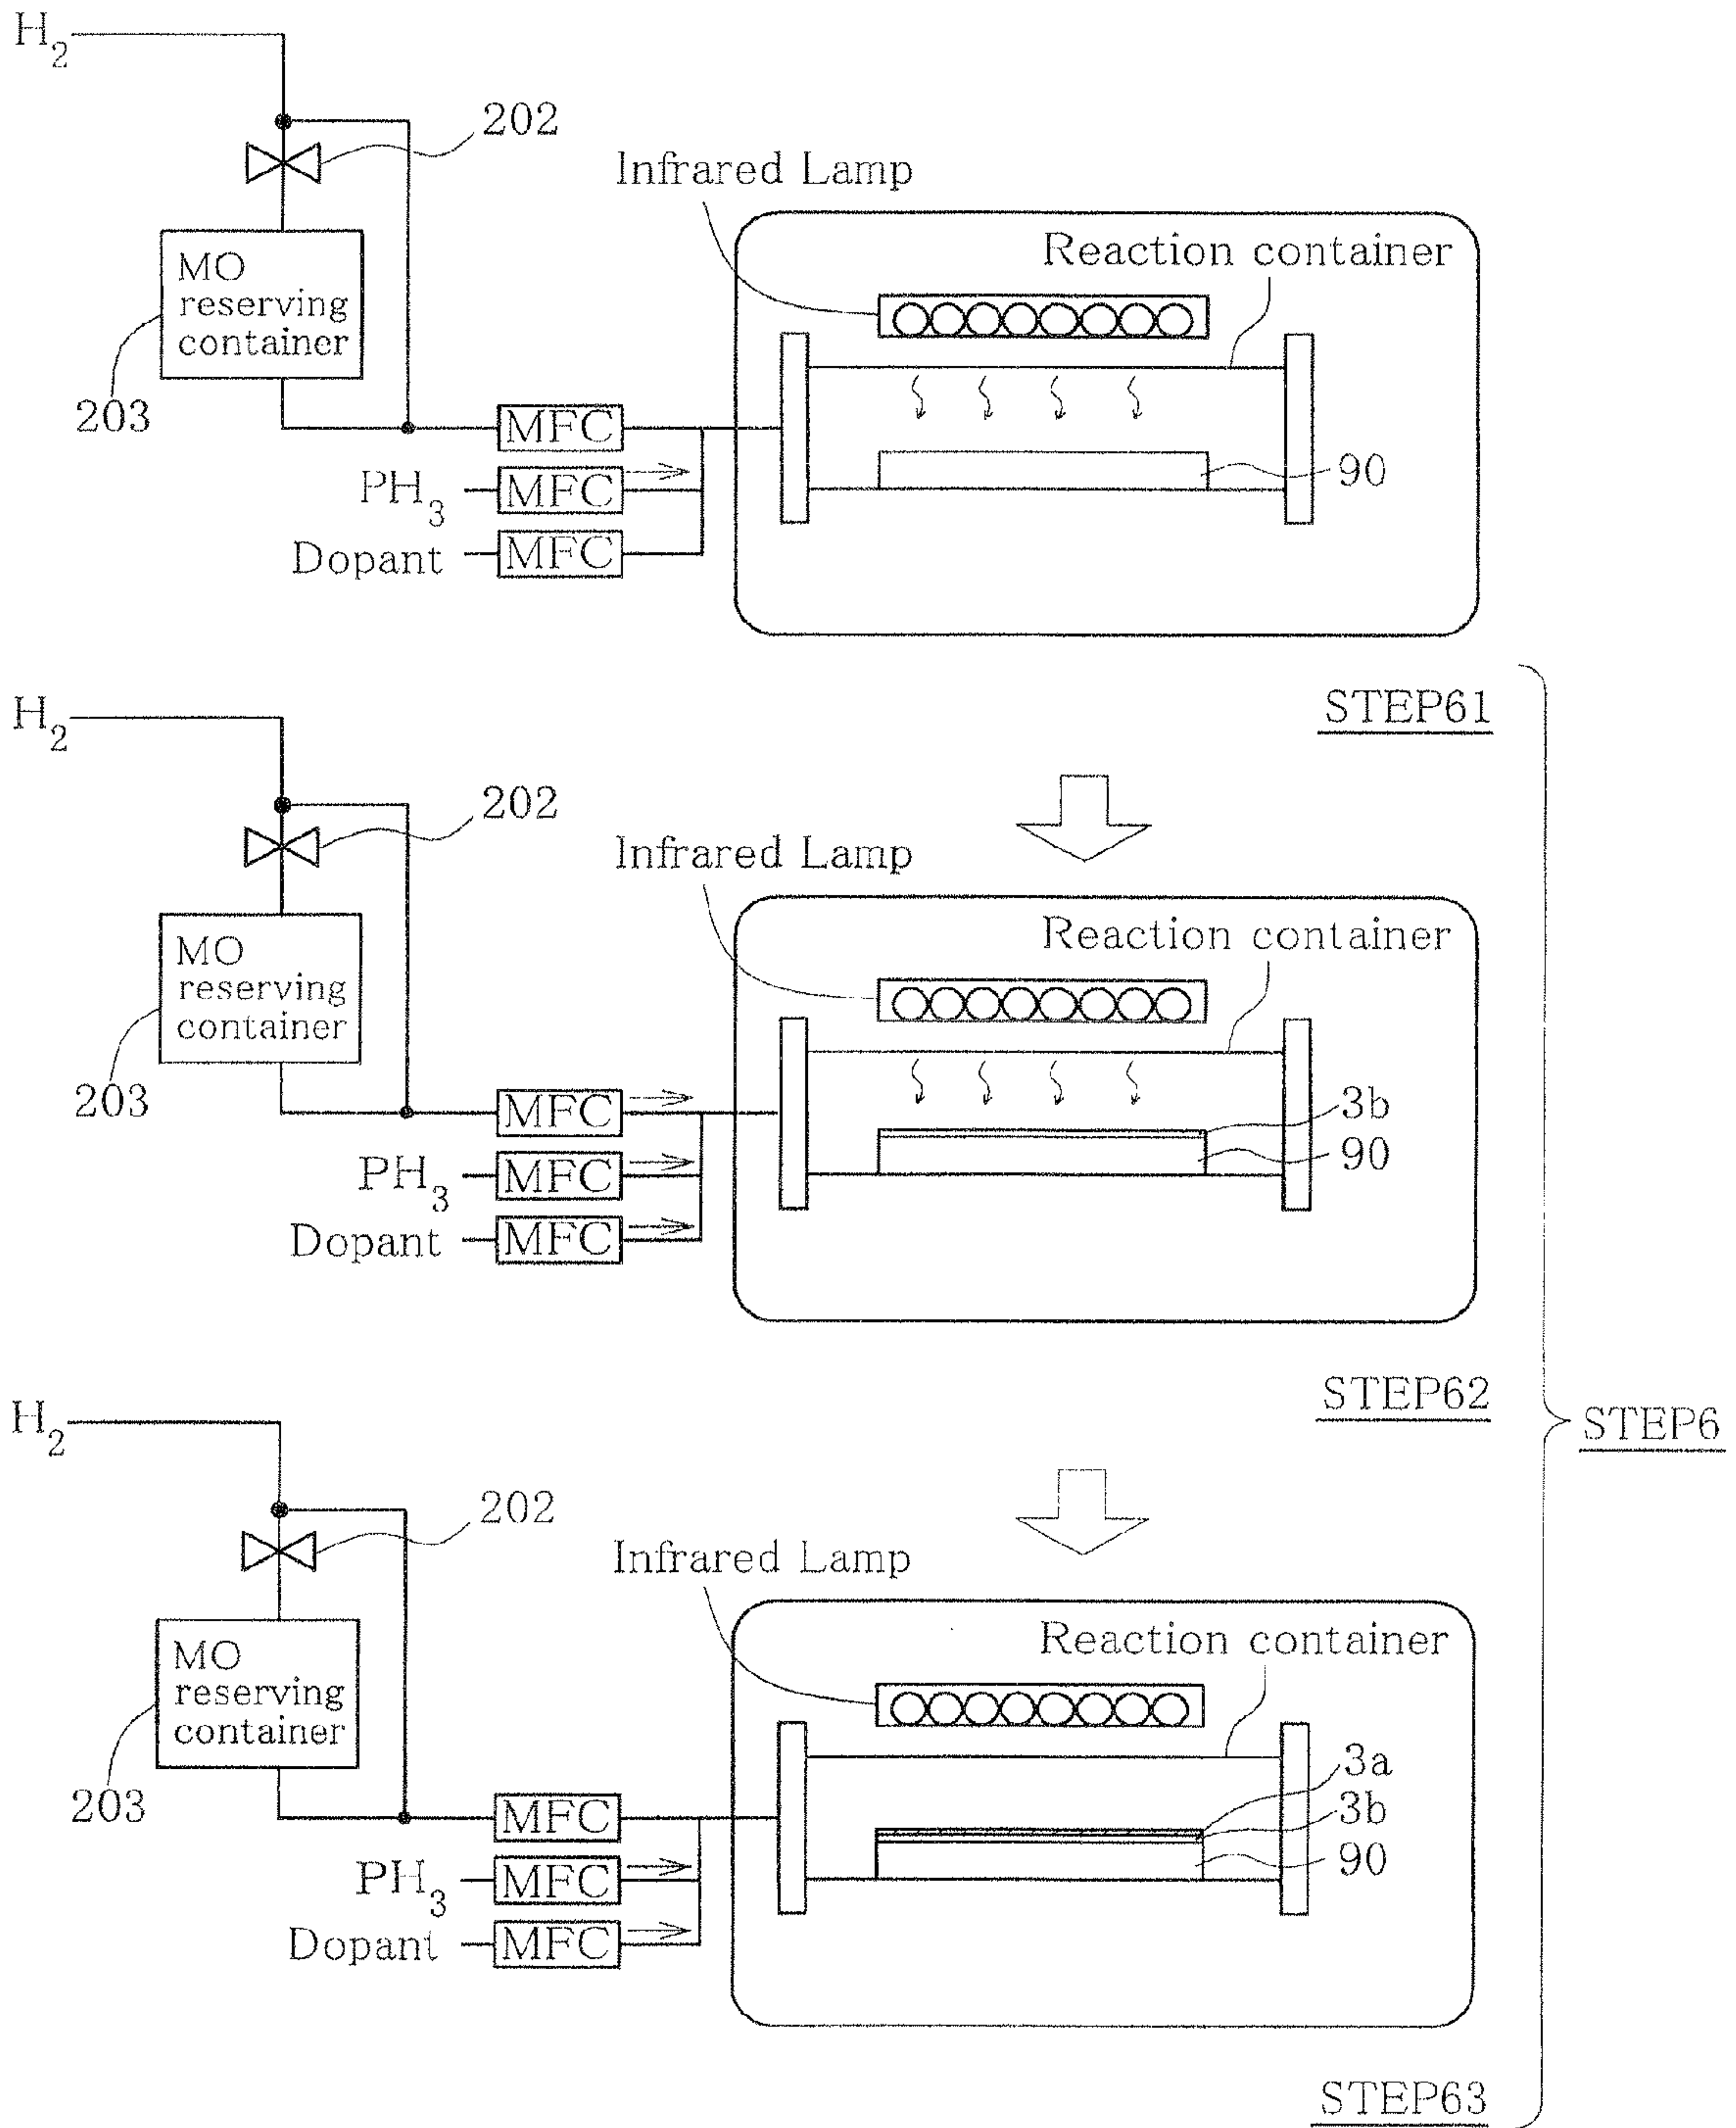 H2
202
Infrared Lamp
Reaction container
MO
reserving
container
203
MFC
PH3 MFC
90
Dopant MFC
STEP61
H2
202
Infrared Lamp
Reaction container
MO
reserving
container
203
MFC
3b
PH3 MFC
90
Dopant MFC
STEP62
STEP6
H2
202
Infrared Lamp
Reaction container
MO
reserving
container
203
3a
MFC
3b
PH3 MFC
90
Dopant MFC
STEP63